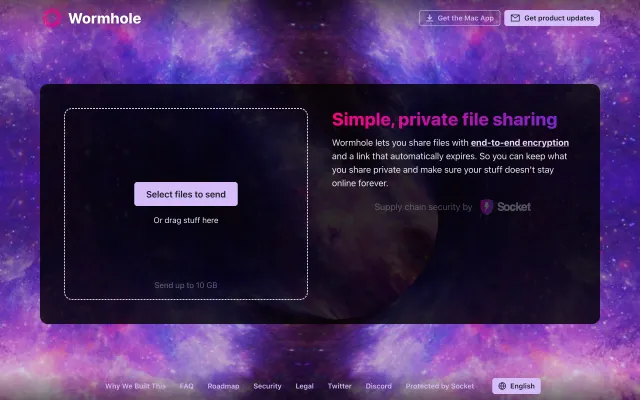 Wormhole
Get the Mac App
Get product updates
Select files to send
Or drag stuff here
Send up to 10 GB
Simple, private file sharing
Wormhole lets you share files with end-to-end encryption
and a link that automatically expires. So you can keep what
you share private and make sure your stuff doesn't stay
online forever.
Supply chain security by Socket
Why We Built This FAQ Roadmap Security Legal Twitter Discord Protected by Socket English